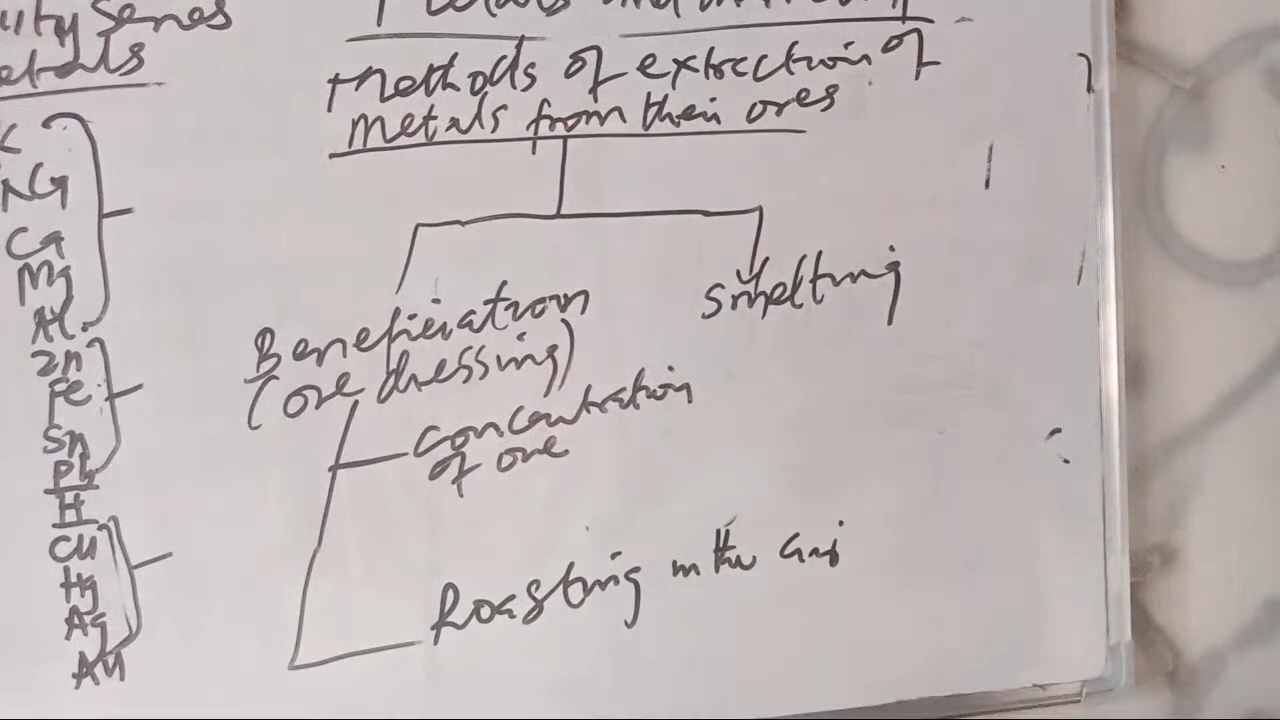 Series
Metals
K
Na
Ca
Mg
Al
Zn
Fe
Sn
Pb
H
Cu
Hg
Ag
Au
Methods of extraction of
Metals from their ores
Beneficiation
(ore dressing)
concentration
of ore
Roasting in the air
Smelting